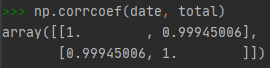 >>> np.corrcoef(date, total)
array([[1.        , 0.99945006],
       [0.99945006, 1.        ]])